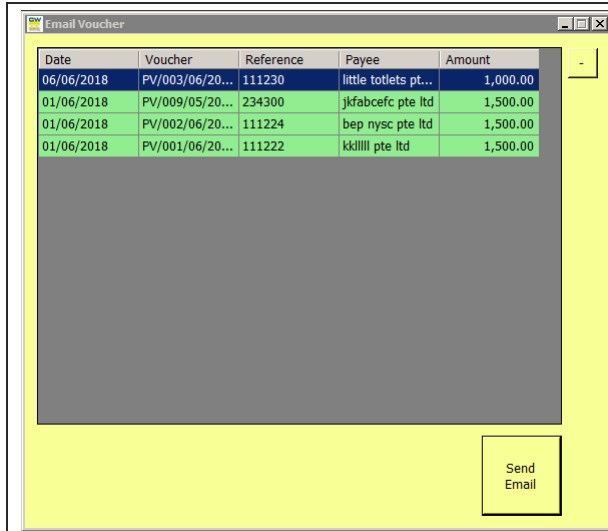 Email Voucher
Date Voucher Reference Payee Amount
06/06/2018 PV/003/06/20... 111230 little totlets pt... 1,000.00
01/06/2018 PV/009/05/20... 234300 jkfabcefc pte ltd 1,500.00
01/06/2018 PV/002/06/20... 111224 bep nysc pte ltd 1,500.00
01/06/2018 PV/001/06/20... 111222 kklllll pte ltd 1,500.00
-
Send
Email